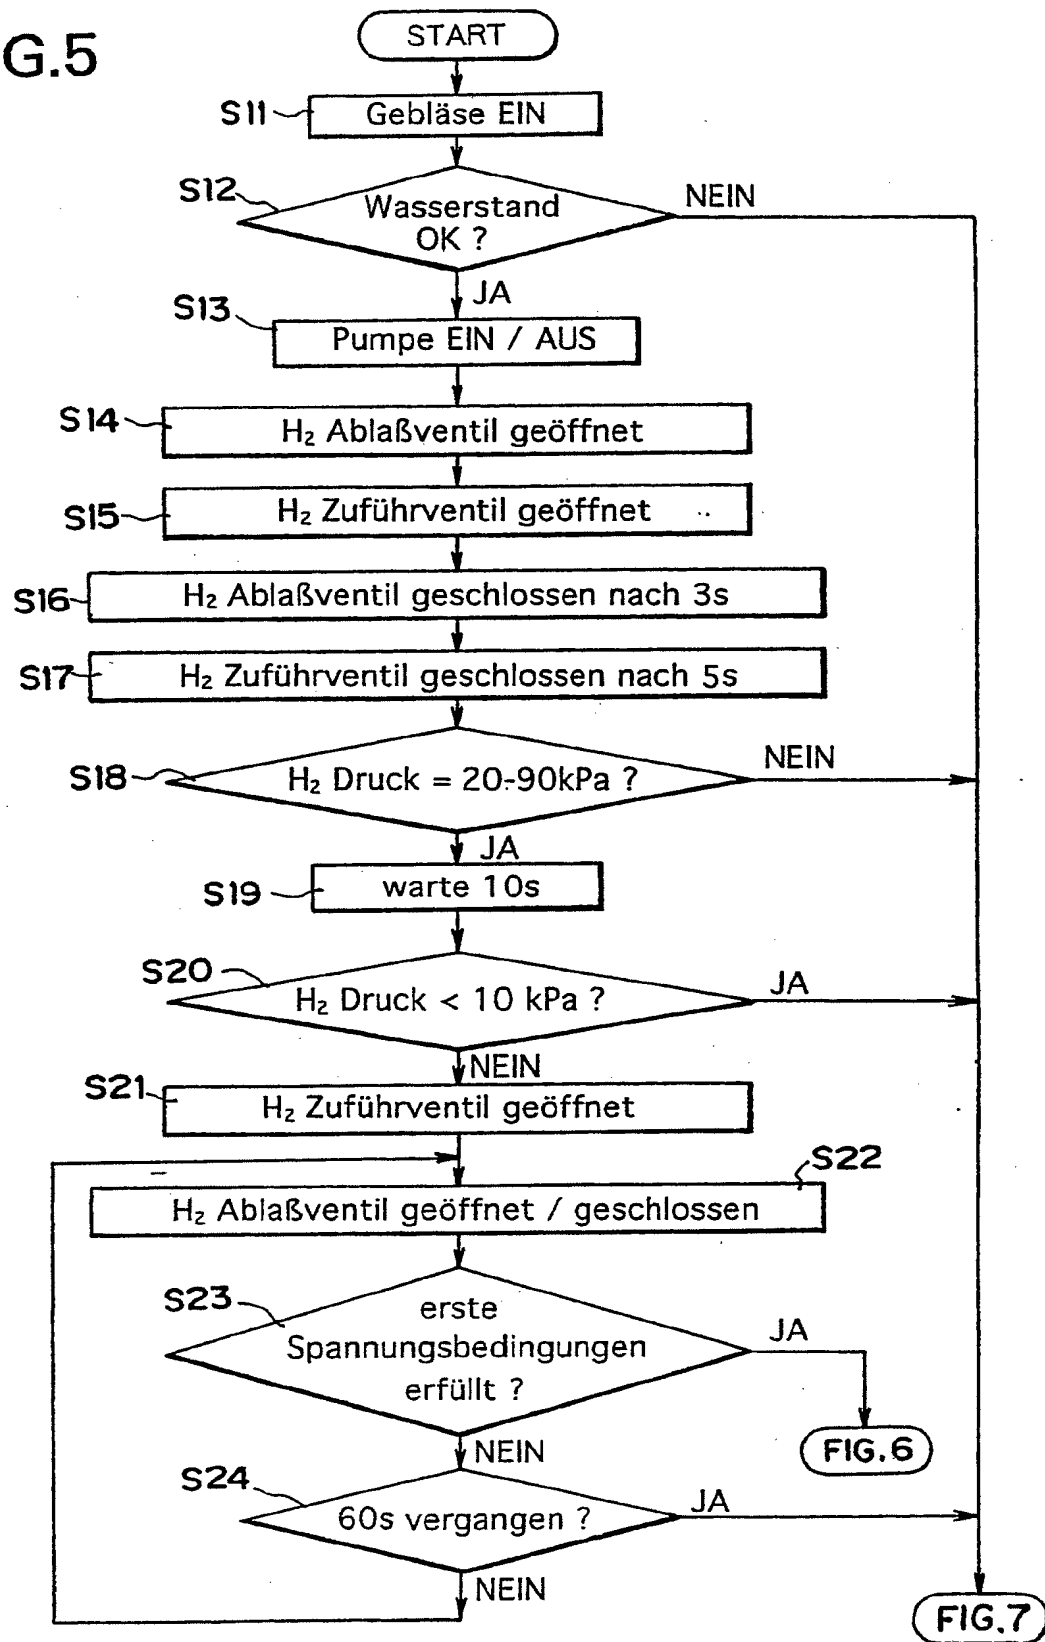 G.5
START
S11
Gebläse EIN
S12
Wasserstand
OK ?
NEIN
JA
S13
Pumpe EIN / AUS
S14
H₂ Ablaßventil geöffnet
S15
H₂ Zuführventil geöffnet
S16
H₂ Ablaßventil geschlossen nach 3s
S17
H₂ Zuführventil geschlossen nach 5s
S18
H₂ Druck = 20-90kPa ?
NEIN
JA
S19
warte 10s
S20
H₂ Druck < 10 kPa ?
JA
NEIN
S21
H₂ Zuführventil geöffnet
S22
H₂ Ablaßventil geöffnet / geschlossen
S23
erste
Spannungsbedingungen
erfüllt ?
JA
FIG.6
NEIN
S24
60s vergangen ?
JA
NEIN
FIG.7